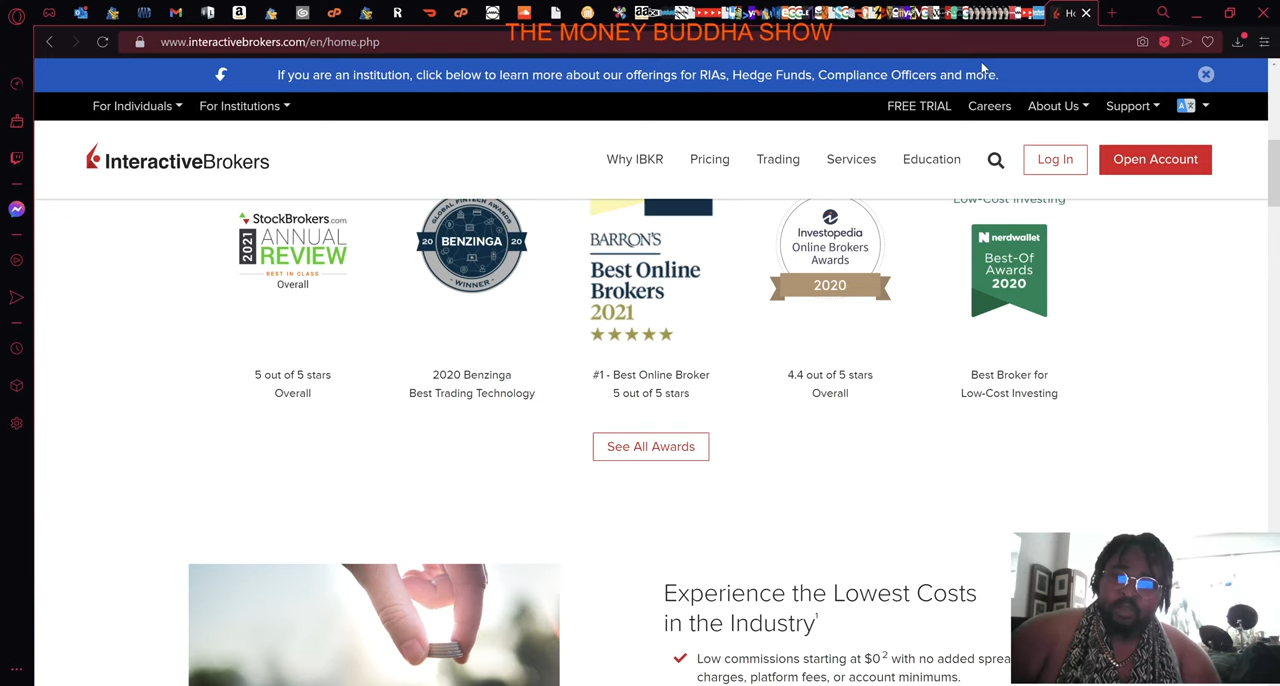 THE MONEY BUDDHA SHOW
www.interactivebrokers.com/en/home.php
If you are an institution, click below to learn more about our offerings for RIAs, Hedge Funds, Compliance Officers and more.
For Individuals For Institutions FREE TRIAL Careers About Us Support
InteractiveBrokers Why IBKR Pricing Trading Services Education Log In Open Account
Low-Cost Investing
StockBrokers.com
2021 ANNUAL REVIEW
BEST IN CLASS
Overall
GLOBAL FINTECH AWARDS
20 BENZINGA 20
WINNER
BARRON'S
Best Online
Brokers
2021
Investopedia
Online Brokers
Awards
2020
nerdwallet
Best-Of
Awards
2020
5 out of 5 stars
Overall
2020 Benzinga
Best Trading Technology
#1 - Best Online Broker
5 out of 5 stars
4.4 out of 5 stars
Overall
Best Broker for
Low-Cost Investing
See All Awards
Experience the Lowest Costs
in the Industry1
Low commissions starting at $0 2 with no added
charges, platform fees, or account minimums.